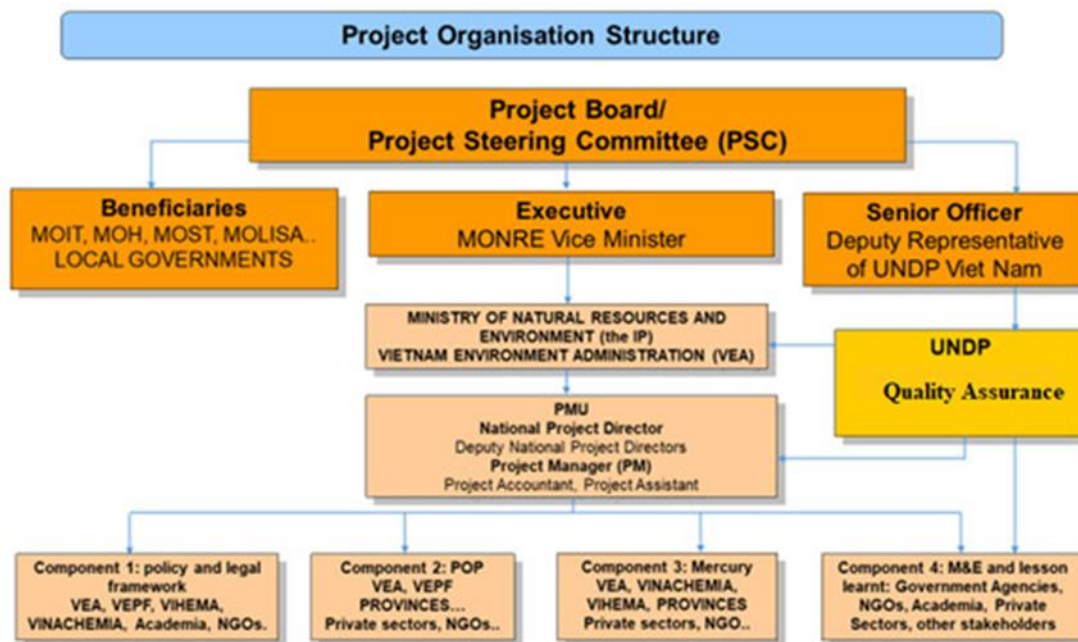 Project Organisation Structure
Project Board/
Project Steering Committee (PSC)
Beneficiaries
MOIT, MOH, MOST, MOLISA..
LOCAL GOVERNMENTS
Executive
MONRE Vice Minister
Senior Officer
Deputy Representative
of UNDP Viet Nam
MINISTRY OF NATURAL RESOURCES AND
ENVIRONMENT (the IP)
VIETNAM ENVIRONMENT ADMINISTRATION (VEA)
UNDP
Quality Assurance
PMU
National Project Director
Deputy National Project Directors
Project Manager (PM)
Project Accountant, Project Assistant
Component 1: policy and legal
framework
VEA, VEPF, VIHEMA,
VINACHEMIA, Academia, NGOs.
Component 2: POP
VEA, VEPF
PROVINCES...
Private sectors, NGOs..
Component 3: Mercury
VEA, VINACHEMIA,
VIHEMA, PROVINCES
Private sectors, NGO..
Component 4: M&E and lesson
learnt: Government Agencies,
NGOs, Academia, Private
Sectors, other stakeholders